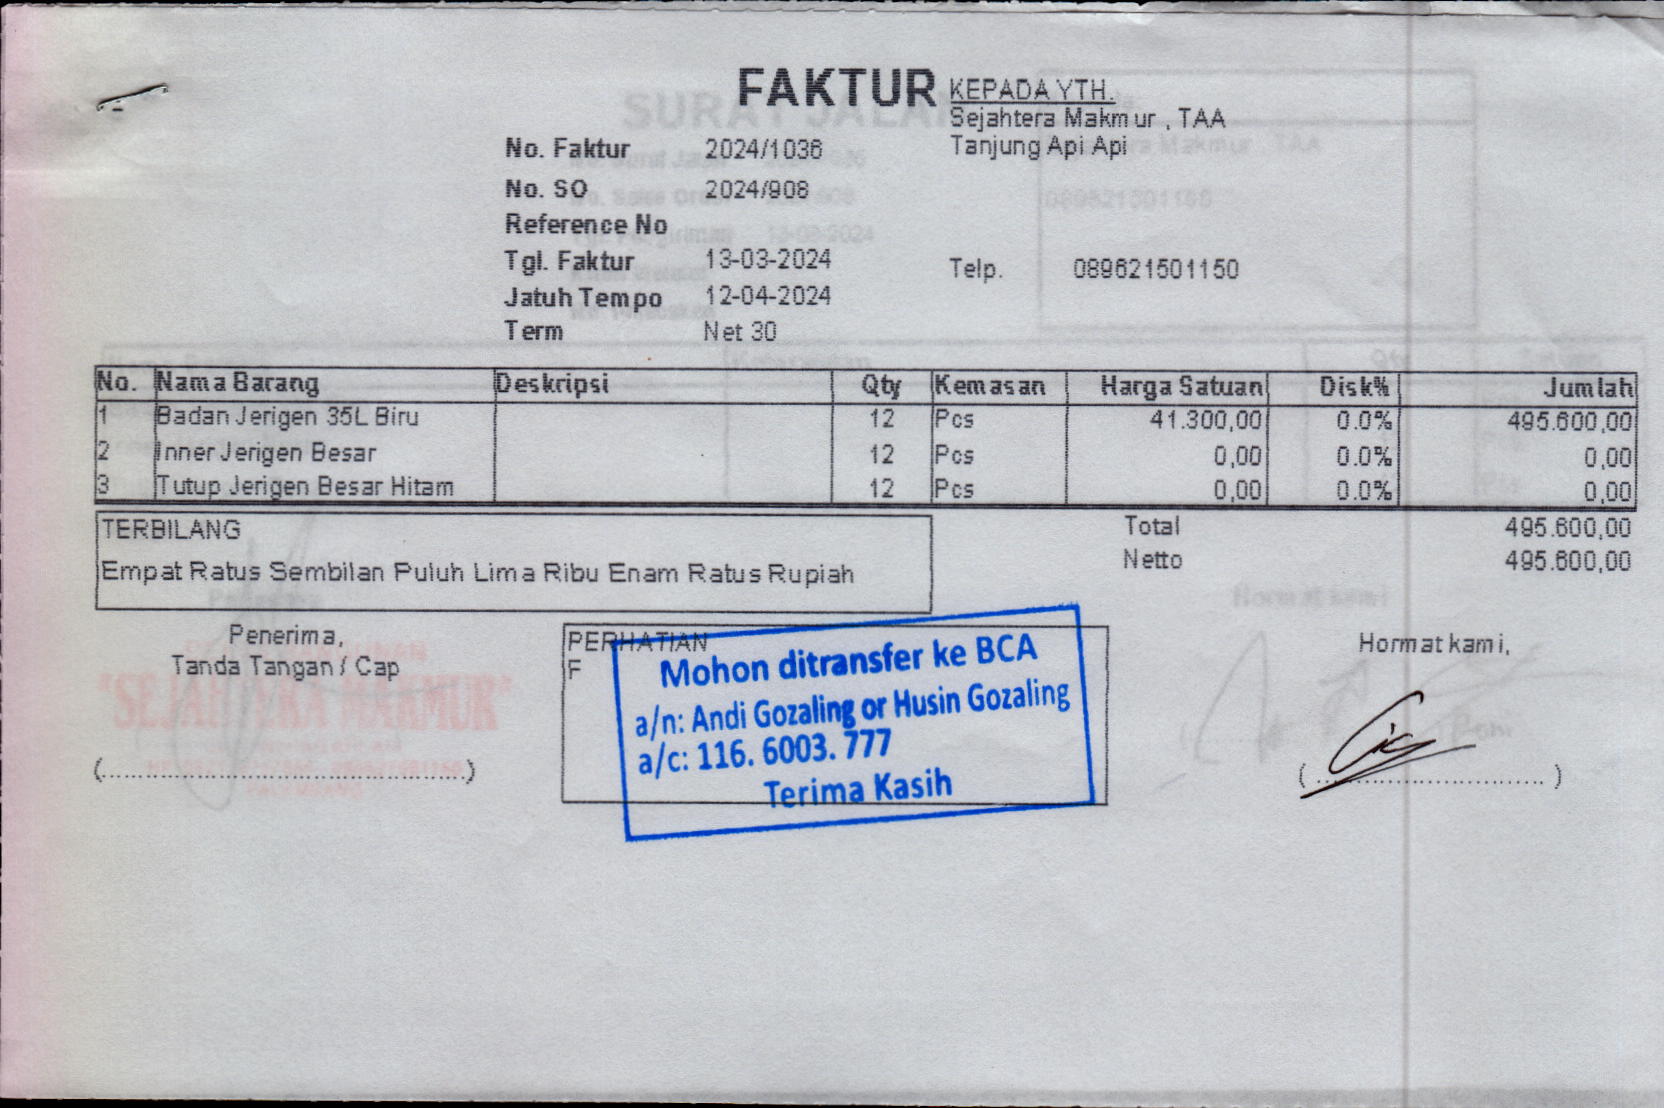 FAKTUR
KEPADA YTH.
Sejahtera Makmur , TAA
Tanjung Api Api
No. Faktur 2024/1036
No. SO 2024/908
Reference No
Tgl. Faktur 13-03-2024
Telp. 089621501150
Jatuh Tempo 12-04-2024
Term Net 30
No. Nama Barang Deskripsi Qty Kemasan Harga Satuan Disk% Jumlah
1 Badan Jerigen 35L Biru 12 Pcs 41.300,00 0.0% 495.600,00
2 Inner Jerigen Besar 12 Pcs 0,00 0.0% 0,00
3 Tutup Jerigen Besar Hitam 12 Pcs 0,00 0.0% 0,00
TERBILANG
Empat Ratus Sembilan Puluh Lima Ribu Enam Ratus Rupiah
Total 495.600,00
Netto 495.600,00
Penerima,
Tanda Tangan / Cap
(...............................................)
PERHATIAN
F
Mohon ditransfer ke BCA
a/n: Andi Gozaling or Husin Gozaling
a/c: 116. 6003. 777
Terima Kasih
Hormat kami,
(..............................)
SURAT JALAN
"SEJAHTERA MAKMUR"